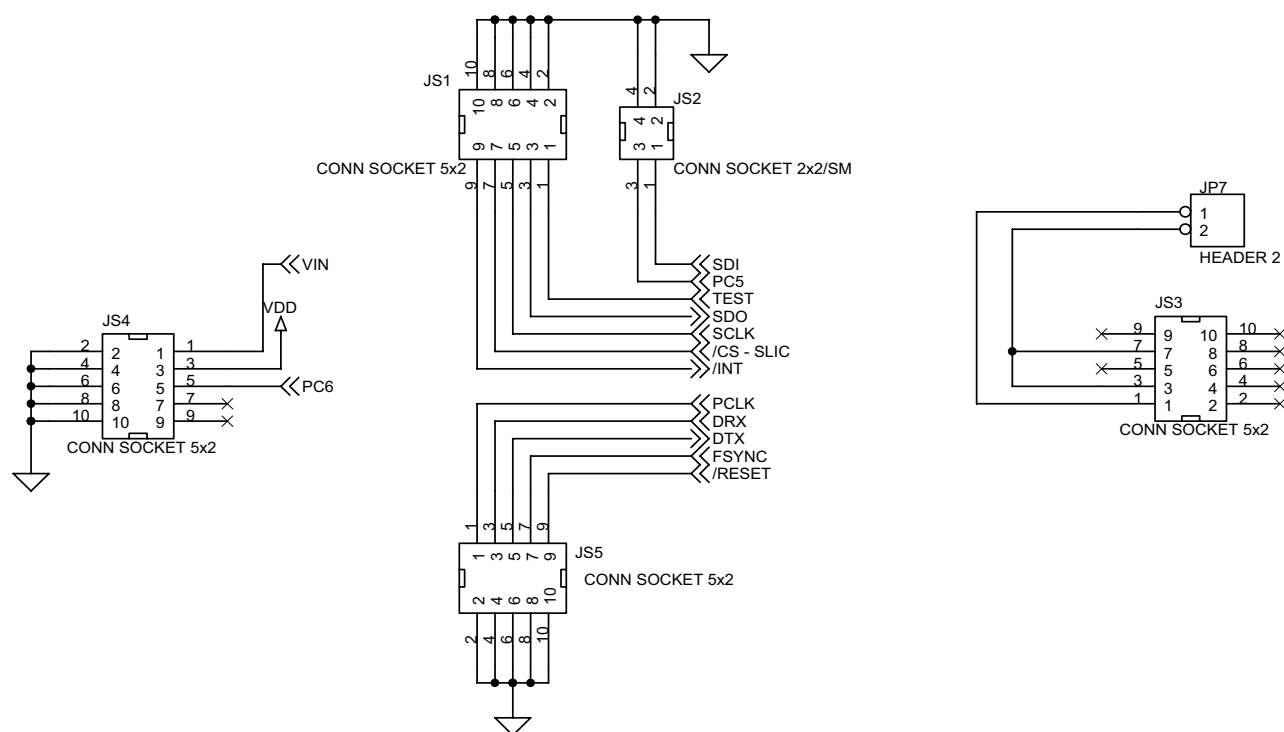 10 8 6 4 2
4 2
JS1
JS2
10 8 6 4 2
4 2
9 7 5 3 1
3 1
CONN SOCKET 5x2
CONN SOCKET 2x2/SM
9 7 5 3 1
3 1
JP7
1
2
HEADER 2
VIN
SDI
PC5
TEST
SDO
SCLK
/CS - SLIC
/INT
VDD
JS4
2 2 1 1
4 4 3 3
6 6 5 5
PC6
8 8 7 7
10 10 9 9
CONN SOCKET 5x2
JS3
9 9 10 10
7 7 8 8
5 5 6 6
3 3 4 4
1 1 2 2
CONN SOCKET 5x2
PCLK
DRX
DTX
FSYNC
/RESET
1 3 5 7 9
JS5
1 3 5 7 9
CONN SOCKET 5x2
2 4 6 8 10
2 4 6 8 10